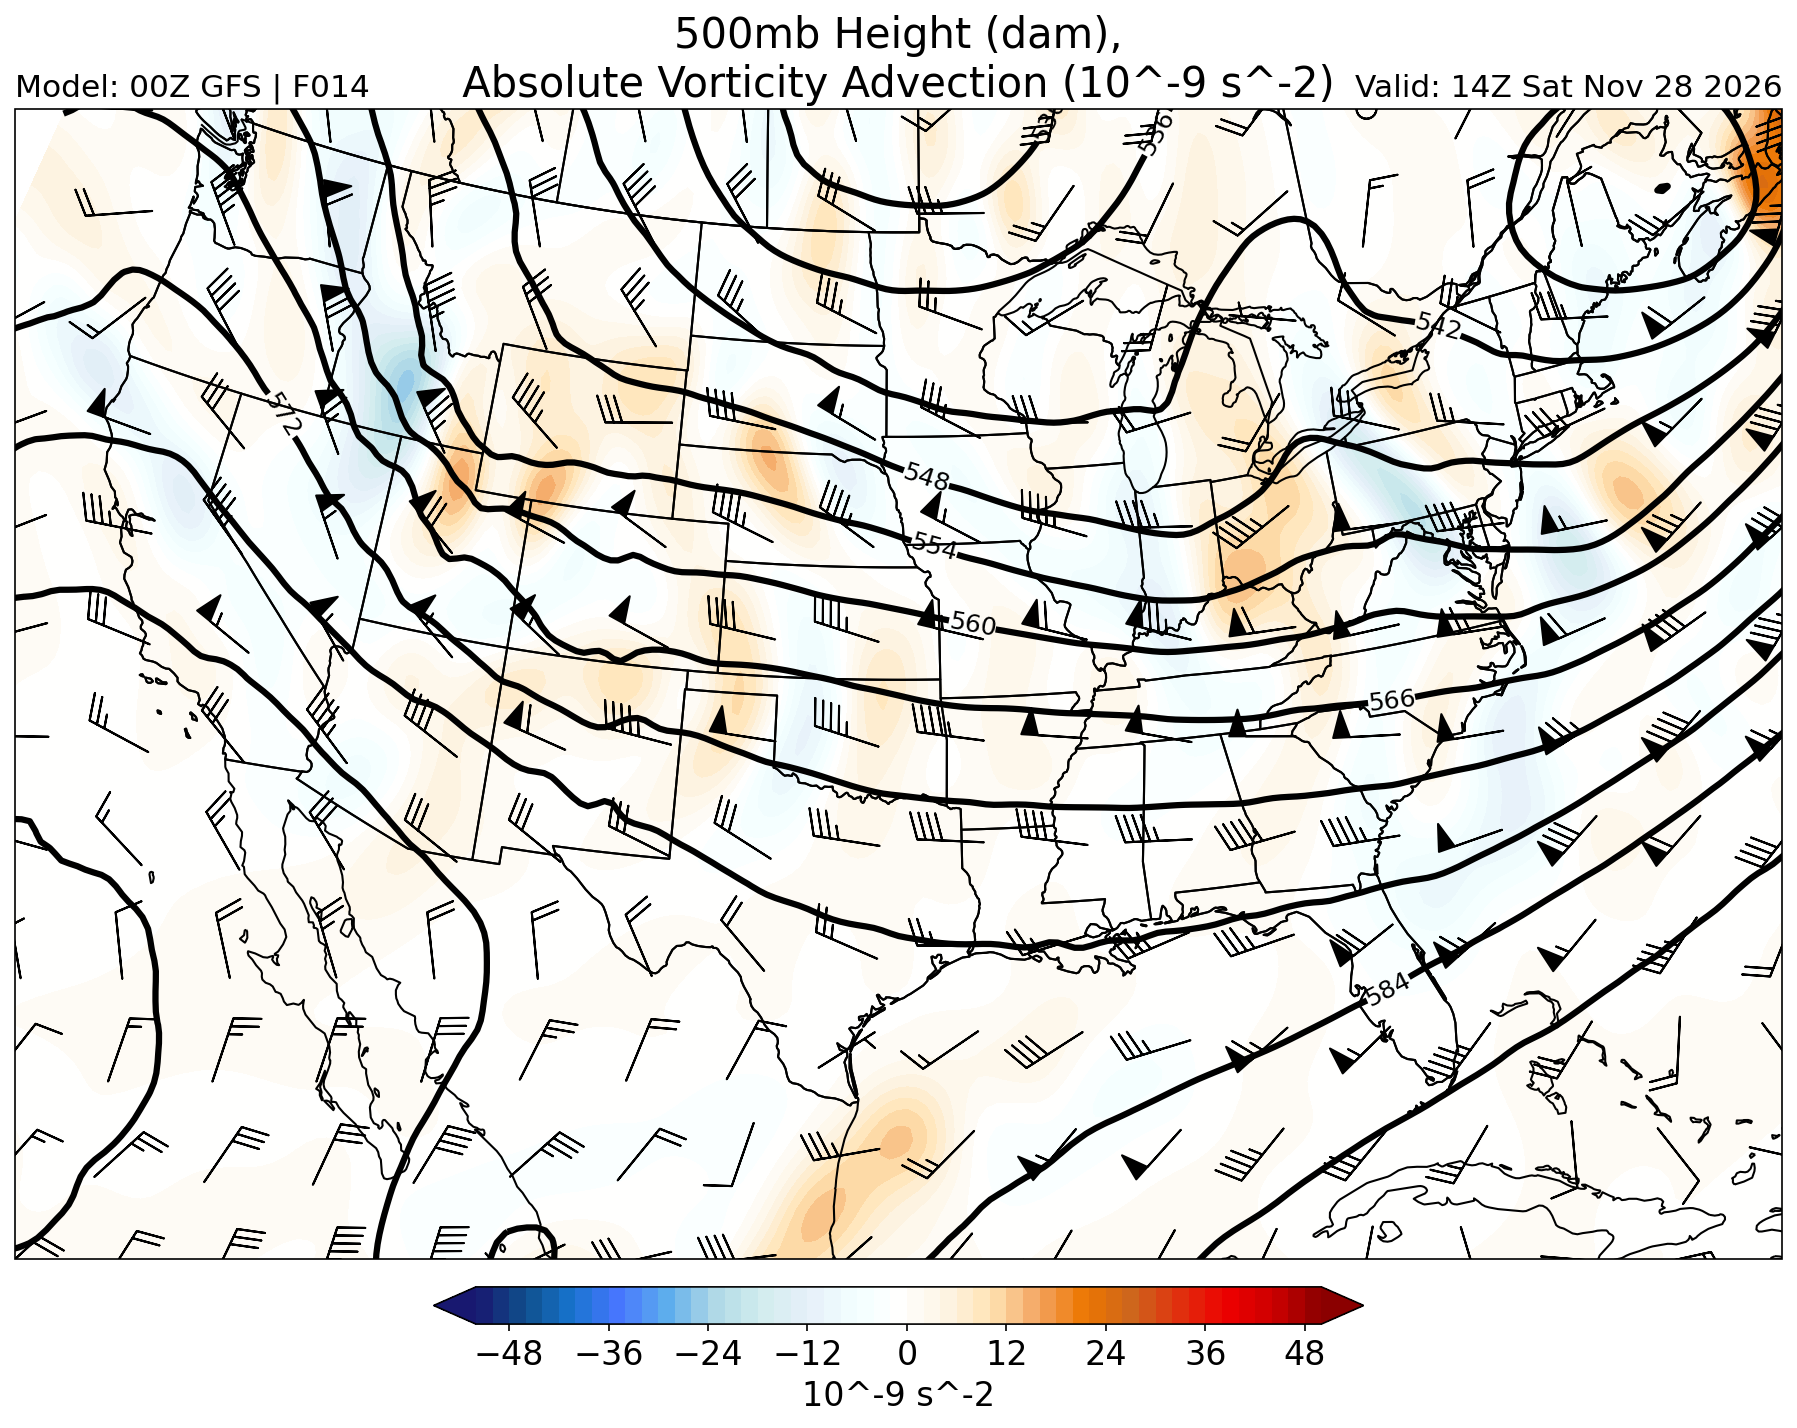 500mb Height (dam),
Model: 00Z GFS | F014 Absolute Vorticity Advection (10^-9 s^-2) Valid: 14Z Sat Nov 28 2026
536
542
572
542
548
554
560
566
584
−48 −36 −24 −12 0 12 24 36 48
10^-9 s^-2